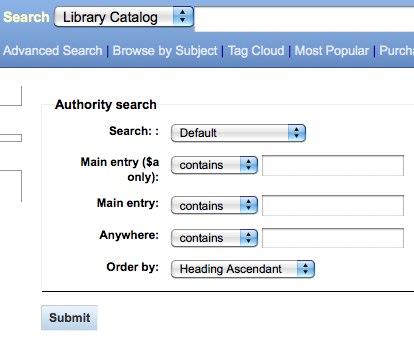 Search Library Catalog
Advanced Search | Browse by Subject | Tag Cloud | Most Popular | Purcha
Authority search
Search: : Default
Main entry ($a only): contains
Main entry: contains
Anywhere: contains
Order by: Heading Ascendant
Submit